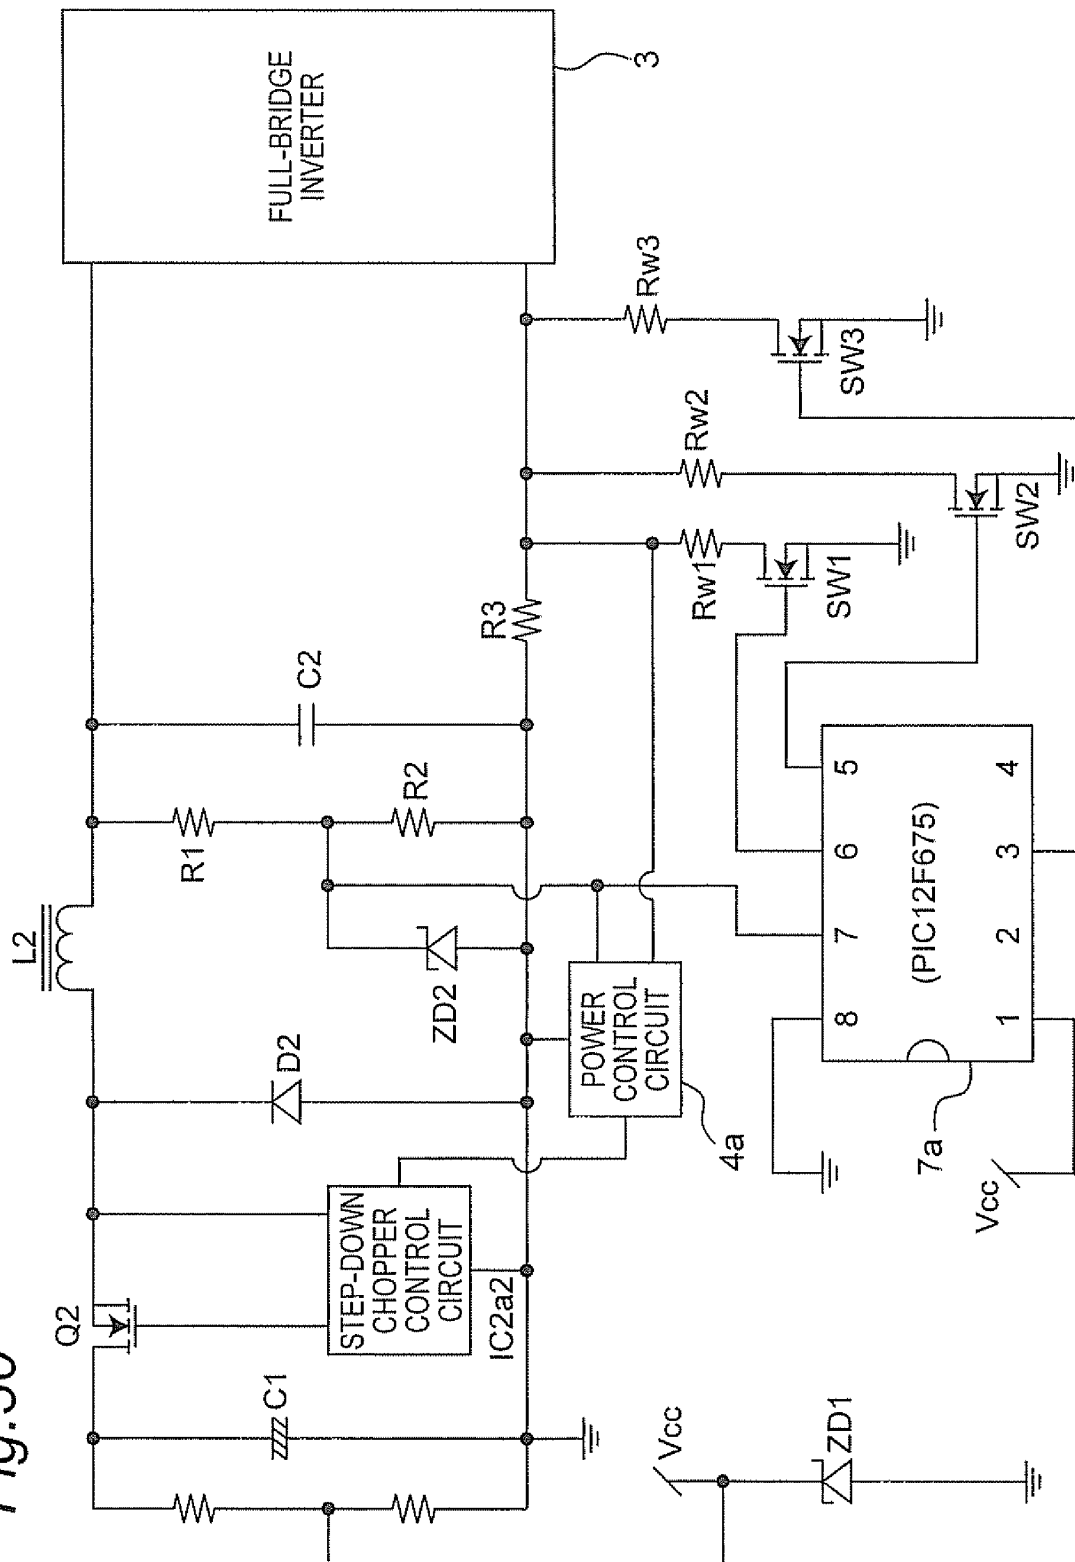 Q2
L2
C1
D2
R1
C2
FULL-BRIDGE
INVERTER
STEP-DOWN
CHOPPER
CONTROL
CIRCUIT
IC2a2
ZD2
R2
R3
3
POWER
CONTROL
CIRCUIT
4a
Rw1
Rw2
Rw3
Vcc
ZD1
SW1
SW2
SW3
8
7
6
5
(PIC12F675)
7a
1
2
3
4
Vcc